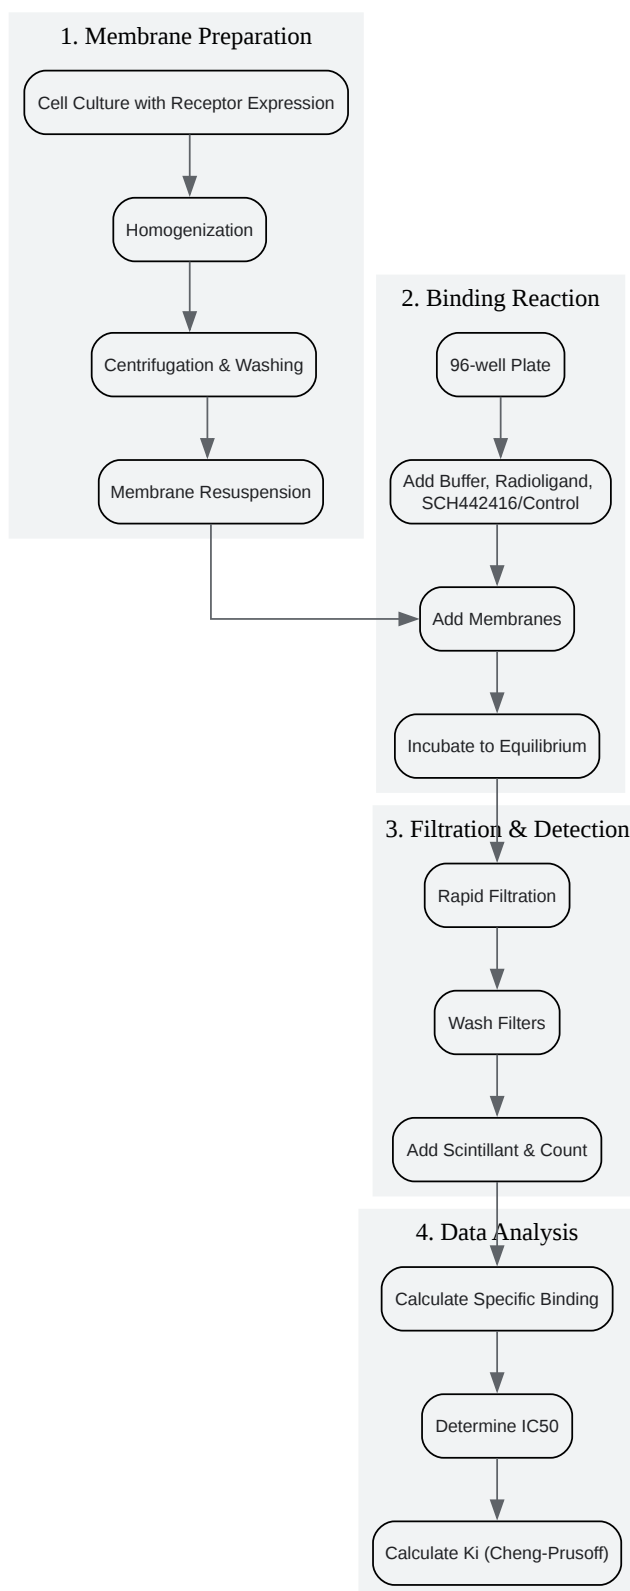 1. Membrane Preparation
Cell Culture with Receptor Expression
Homogenization
Centrifugation & Washing
Membrane Resuspension
2. Binding Reaction
96-well Plate
Add Buffer, Radioligand,
SCH442416/Control
Add Membranes
Incubate to Equilibrium
3. Filtration & Detection
Rapid Filtration
Wash Filters
Add Scintillant & Count
4. Data Analysis
Calculate Specific Binding
Determine IC50
Calculate Ki (Cheng-Prusoff)